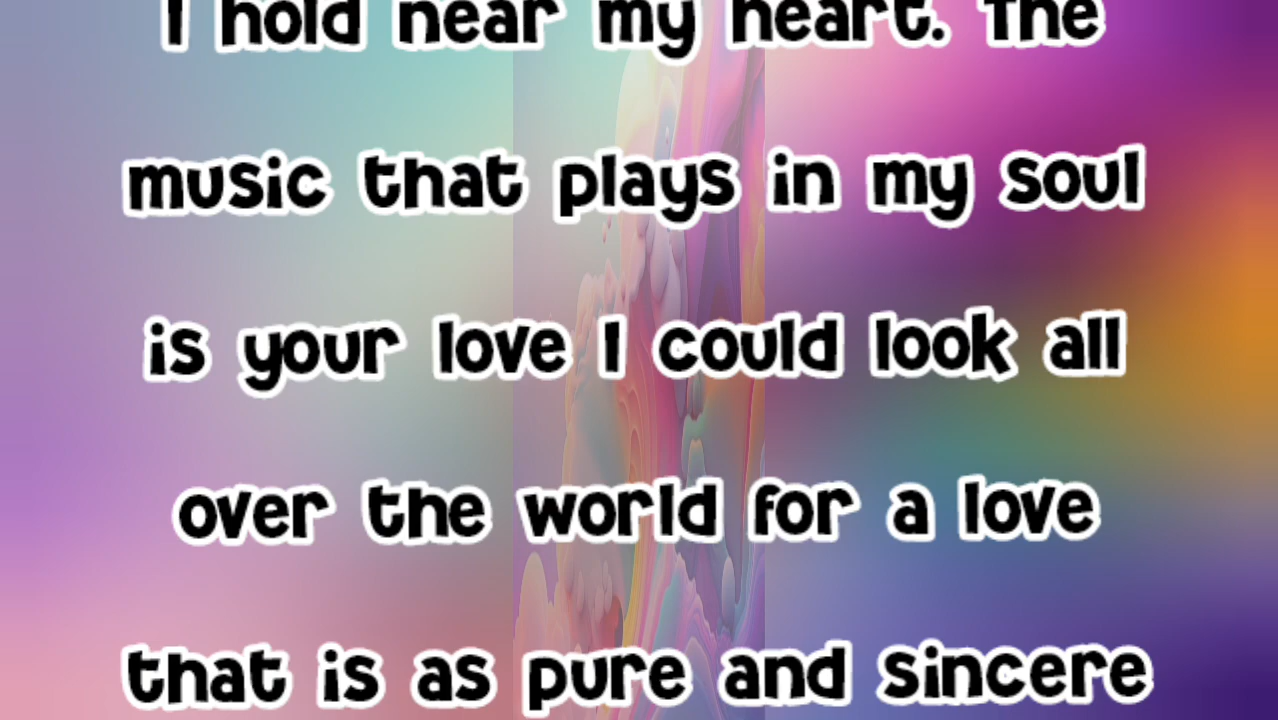 I hold near my heart. The
music that plays in my soul
is your love I could look all
over the world for a love
that is as pure and sincere